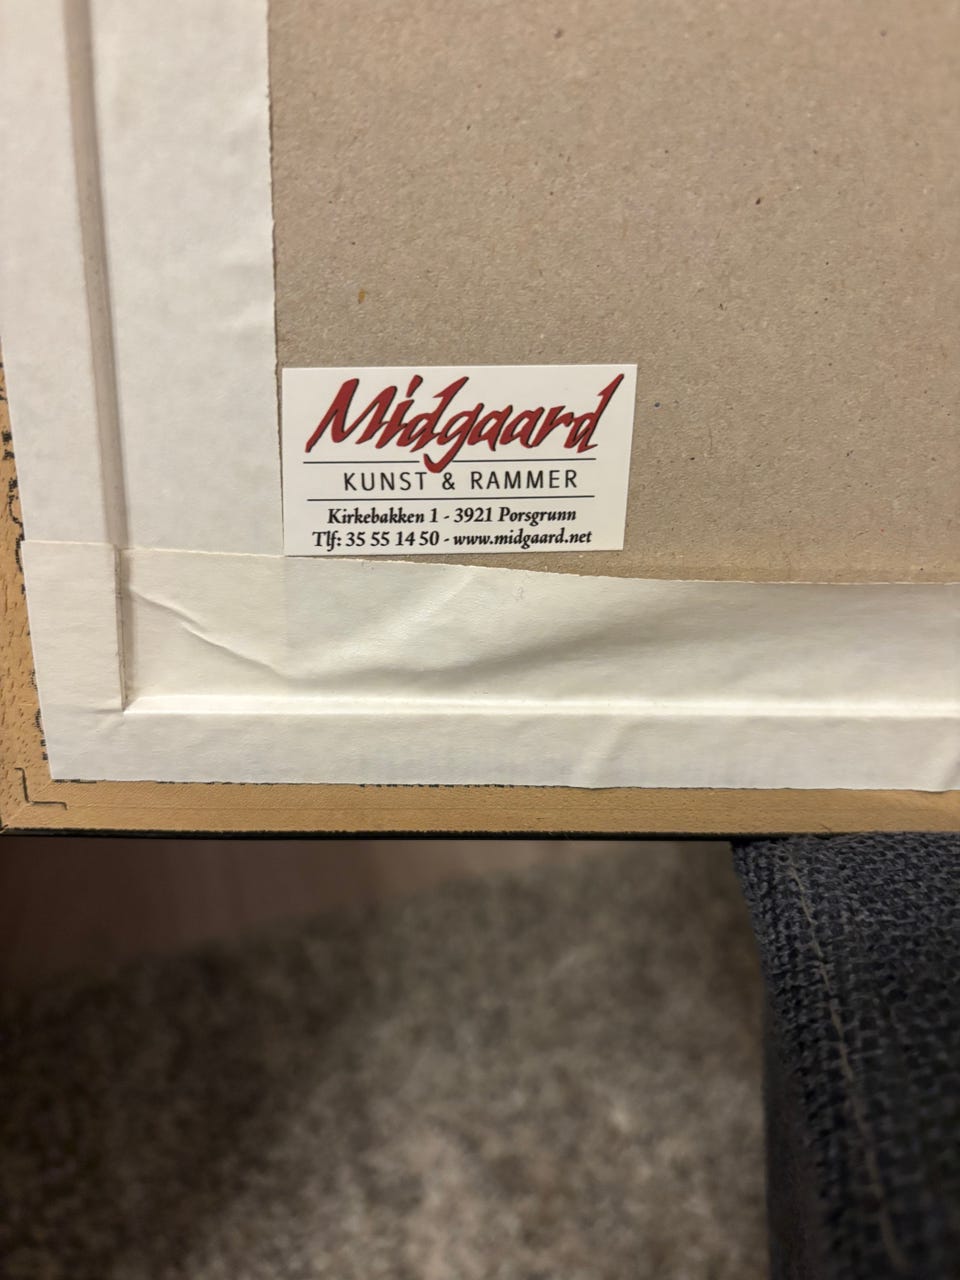 Midgaard
KUNST & RAMMER
Kirkebakken 1 - 3921 Porsgrunn
Tlf: 35 55 14 50 - www.midgaard.net